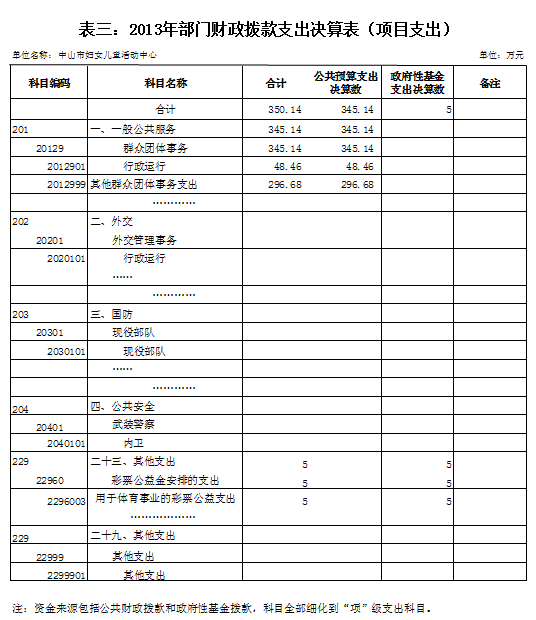 表三：2013年部门财政拨款支出决算表（项目支出）
单位名称：中山市妇女儿童活动中心 单位：万元
科目编码 科目名称 合计 公共预算支出决算数 政府性基金支出决算数 备注
合计 350.14 345.14 5
201 一、一般公共服务 345.14 345.14
20129 群众团体事务 345.14 345.14
2012901 行政运行 48.46 48.46
2012999 其他群众团体事务支出 296.68 296.68
…………
202 二、外交
20201 外交管理事务
2020101 行政运行
……
…………
203 三、国防
20301 现役部队
2030101 现役部队
……
…………
204 四、公共安全
20401 武装警察
2040101 内卫
229 二十三、其他支出 5 5
22960 彩票公益金安排的支出 5 5
2296003 用于体育事业的彩票公益支出 5 5
………………
229 二十九、其他支出
22999 其他支出
2299901 其他支出
注：资金来源包括公共财政拨款和政府性基金拨款，科目全部细化到“项”级支出科目。